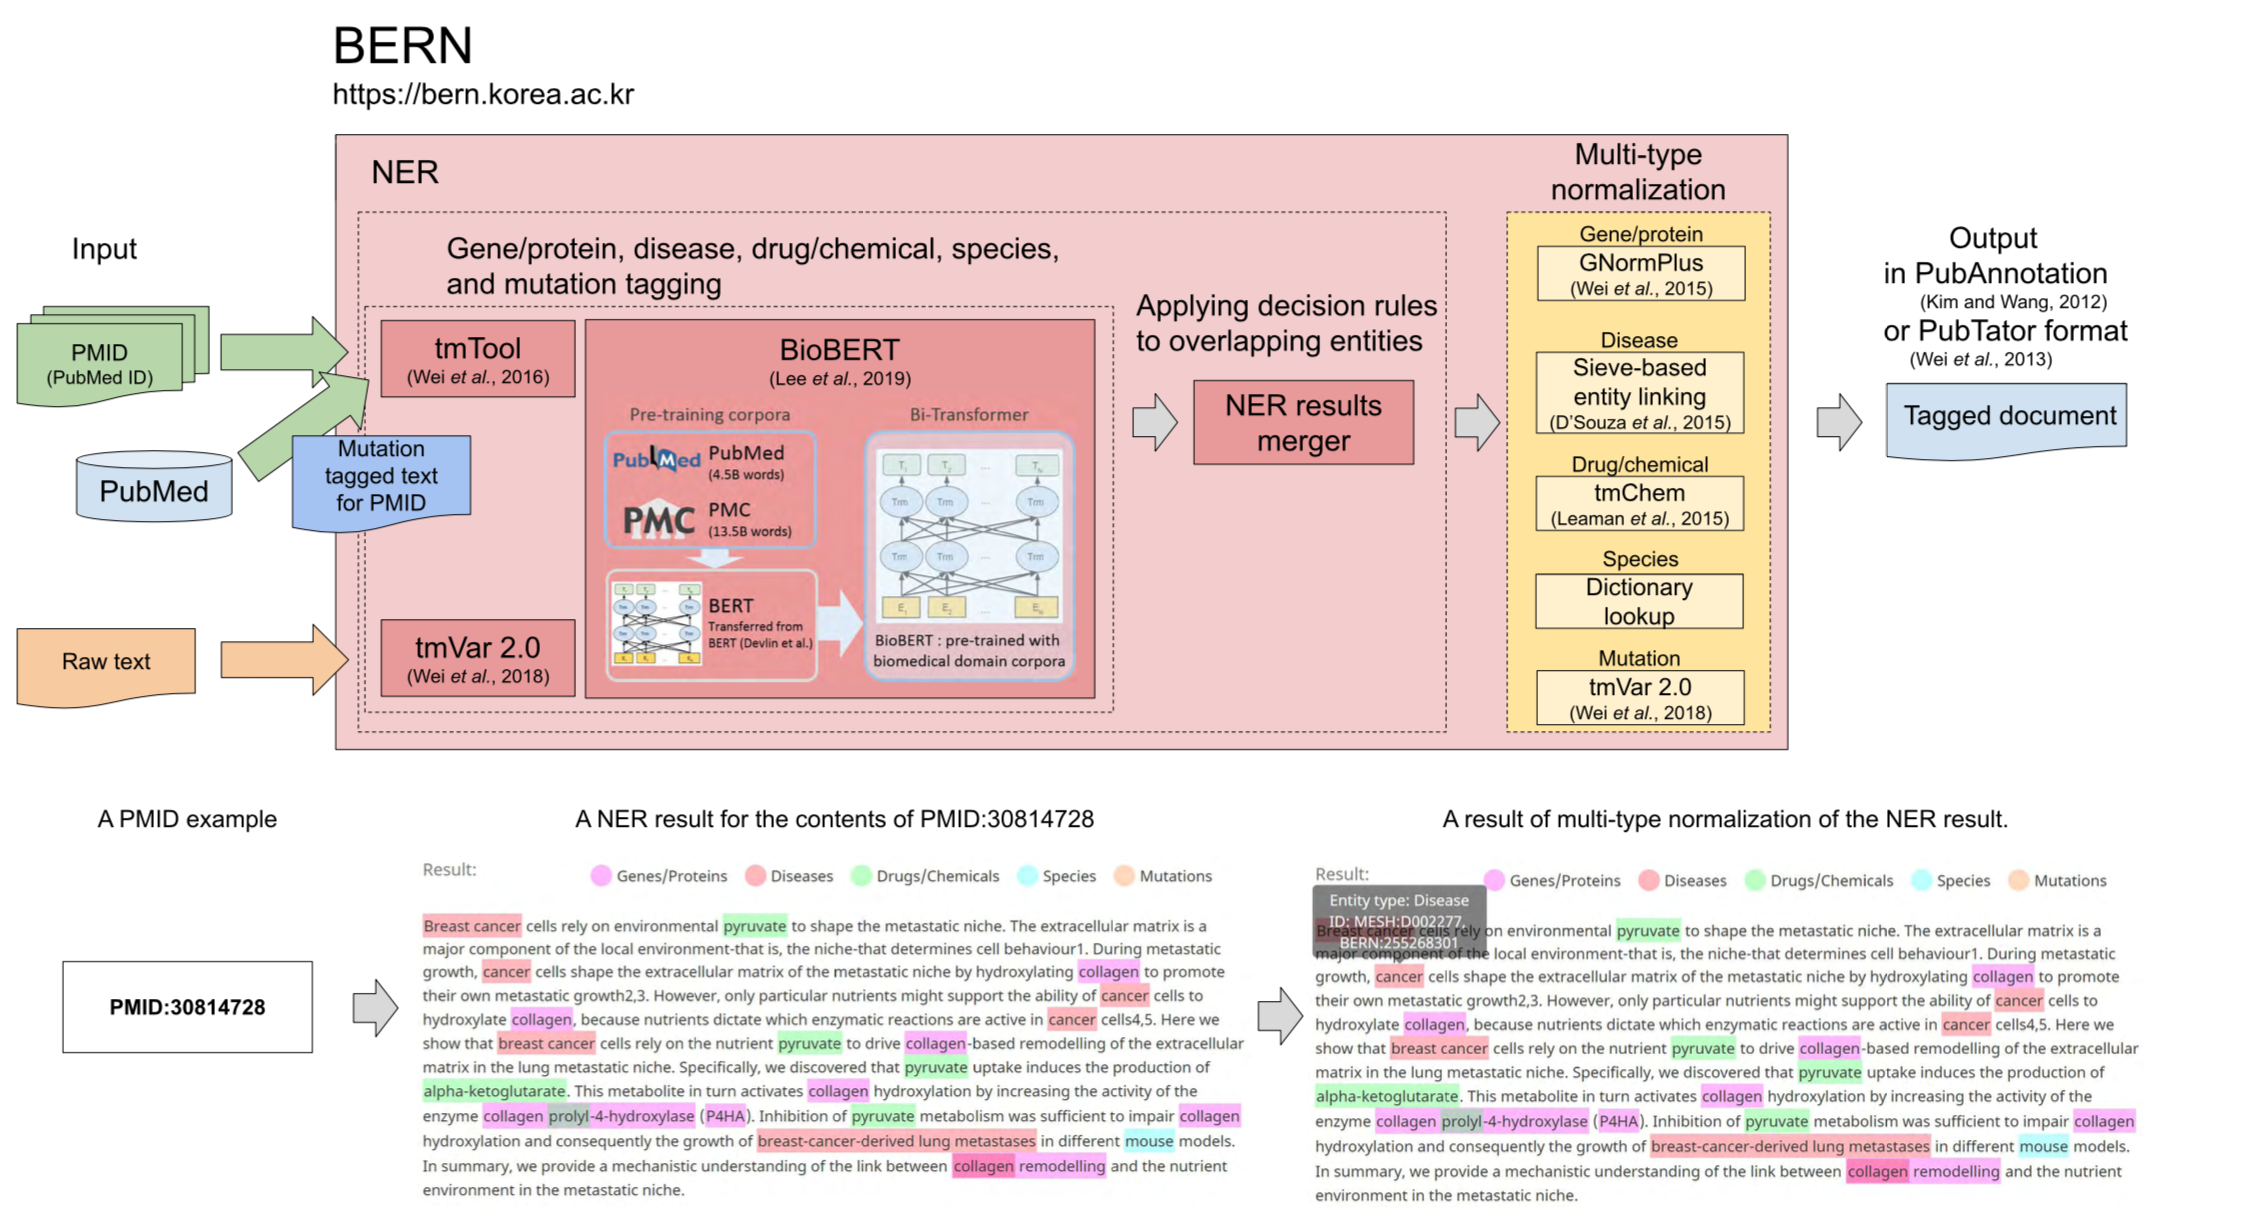 BERN
https://bern.korea.ac.kr
NER
Multi-type
normalization
Input
Gene/protein, disease, drug/chemical, species,
and mutation tagging
PMID
(PubMed ID)
PubMed
Mutation
tagged text
for PMID
Raw text
tmTool
(Wei et al., 2016)
tmVar 2.0
(Wei et al., 2018)
BioBERT
(Lee et al., 2019)
Pre-training corpora
PubMed
PubMed
(4.5B words)
PMC
PMC
(13.5B words)
BERT
Transferred from
BERT (Devlin et al.)
Bi-Transformer
T1 T2 ... TN
Trm Trm ... Trm
Trm Trm ... Trm
E1 E2 ... EN
BioBERT : pre-trained with
biomedical domain corpora
Applying decision rules
to overlapping entities
NER results
merger
Gene/protein
GNormPlus
(Wei et al., 2015)
Disease
Sieve-based
entity linking
(D'Souza et al., 2015)
Drug/chemical
tmChem
(Leaman et al., 2015)
Species
Dictionary
lookup
Mutation
tmVar 2.0
(Wei et al., 2018)
Output
in PubAnnotation
(Kim and Wang, 2012)
or PubTator format
(Wei et al., 2013)
Tagged document
A PMID example
PMID:30814728
A NER result for the contents of PMID:30814728
Result:
Genes/Proteins Diseases Drugs/Chemicals Species Mutations
Breast cancer cells rely on environmental pyruvate to shape the metastatic niche. The extracellular matrix is a
major component of the local environment-that is, the niche-that determines cell behaviour1. During metastatic
growth, cancer cells shape the extracellular matrix of the metastatic niche by hydroxylating collagen to promote
their own metastatic growth2,3. However, only particular nutrients might support the ability of cancer cells to
hydroxylate collagen, because nutrients dictate which enzymatic reactions are active in cancer cells4,5. Here we
show that breast cancer cells rely on the nutrient pyruvate to drive collagen-based remodelling of the extracellular
matrix in the lung metastatic niche. Specifically, we discovered that pyruvate uptake induces the production of
alpha-ketoglutarate. This metabolite in turn activates collagen hydroxylation by increasing the activity of the
enzyme collagen prolyl-4-hydroxylase (P4HA). Inhibition of pyruvate metabolism was sufficient to impair collagen
hydroxylation and consequently the growth of breast-cancer-derived lung metastases in different mouse models.
In summary, we provide a mechanistic understanding of the link between collagen remodelling and the nutrient
environment in the metastatic niche.
A result of multi-type normalization of the NER result.
Result:
Genes/Proteins Diseases Drugs/Chemicals Species Mutations
Entity type: Disease
ID: MESH:D002277,
BERN:255268301
Breast cancer cells rely on environmental pyruvate to shape the metastatic niche. The extracellular matrix is a
major component of the local environment-that is, the niche-that determines cell behaviour1. During metastatic
growth, cancer cells shape the extracellular matrix of the metastatic niche by hydroxylating collagen to promote
their own metastatic growth2,3. However, only particular nutrients might support the ability of cancer cells to
hydroxylate collagen, because nutrients dictate which enzymatic reactions are active in cancer cells4,5. Here we
show that breast cancer cells rely on the nutrient pyruvate to drive collagen-based remodelling of the extracellular
matrix in the lung metastatic niche. Specifically, we discovered that pyruvate uptake induces the production of
alpha-ketoglutarate. This metabolite in turn activates collagen hydroxylation by increasing the activity of the
enzyme collagen prolyl-4-hydroxylase (P4HA). Inhibition of pyruvate metabolism was sufficient to impair collagen
hydroxylation and consequently the growth of breast-cancer-derived lung metastases in different mouse models.
In summary, we provide a mechanistic understanding of the link between collagen remodelling and the nutrient
environment in the metastatic niche.